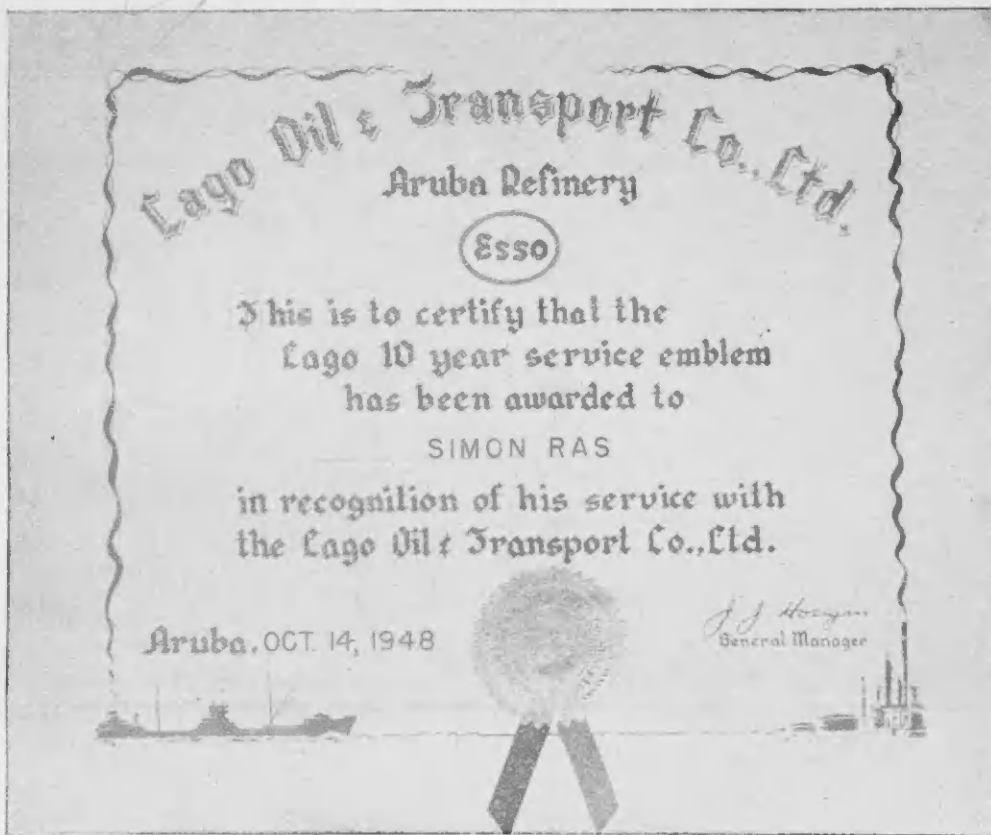 Lago Oil & Transport Co., Ltd.
Aruba Refinery
Esso
This is to certify that the
Lago 10 year service emblem
has been awarded to
SIMON RAS
in recognition of his service with
the Lago Oil & Transport Co., Ltd.
J J Horigan
General Manager
Aruba, OCT. 14, 1948